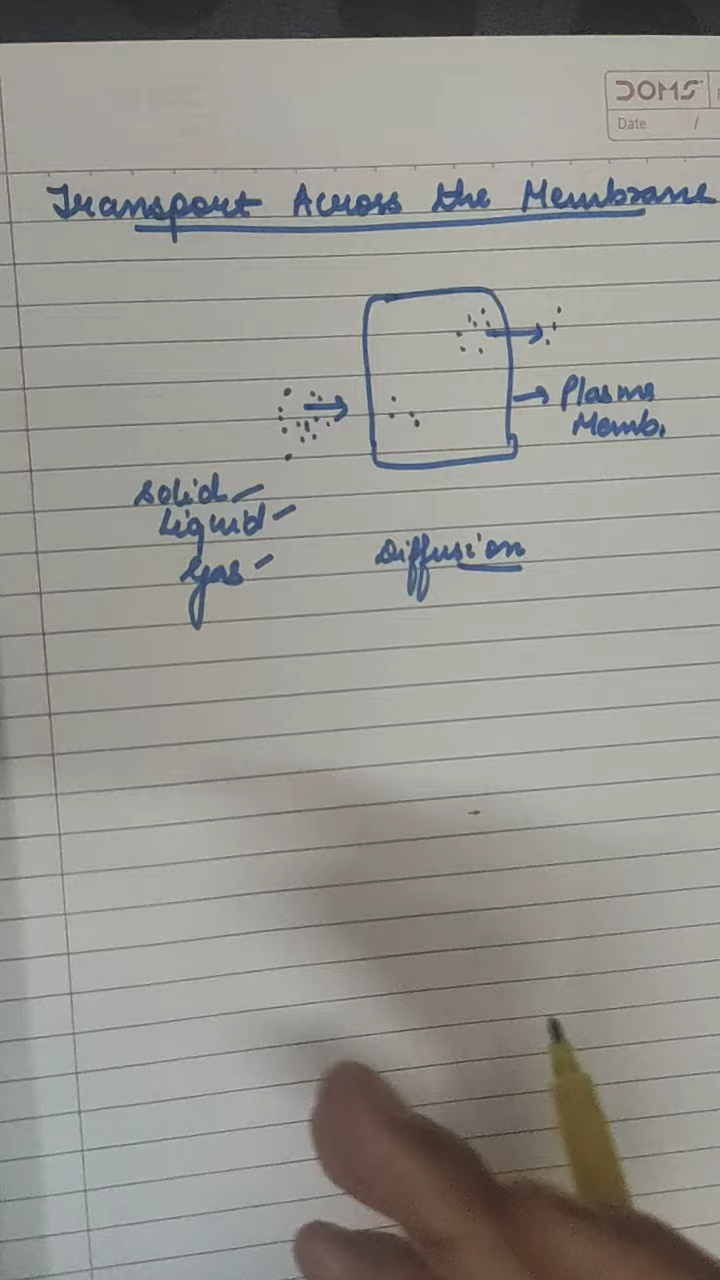 DOMS
Date /
Transport Across the Membrane
Plasma
Memb.
Solid
Liquid
Gas
Diffusion